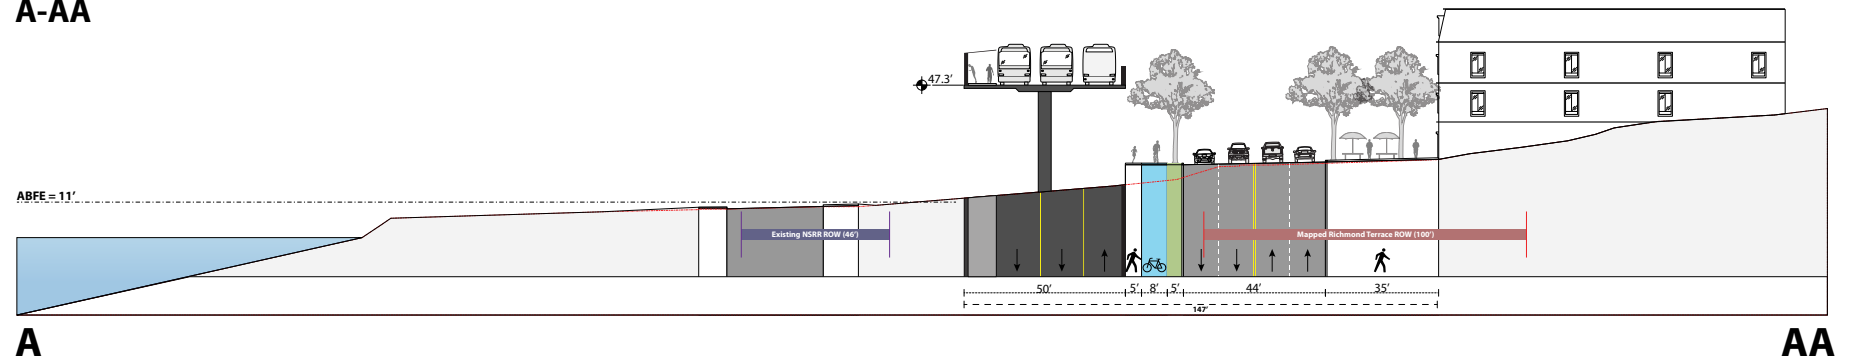 A-AA
47.3’
ABFE = 11’
Existing NSRR ROW (46’)
Mapped Richmond Terrace ROW (100’)
50’ 5’ 8’ 5’ 44’ 35’
147’
A AA